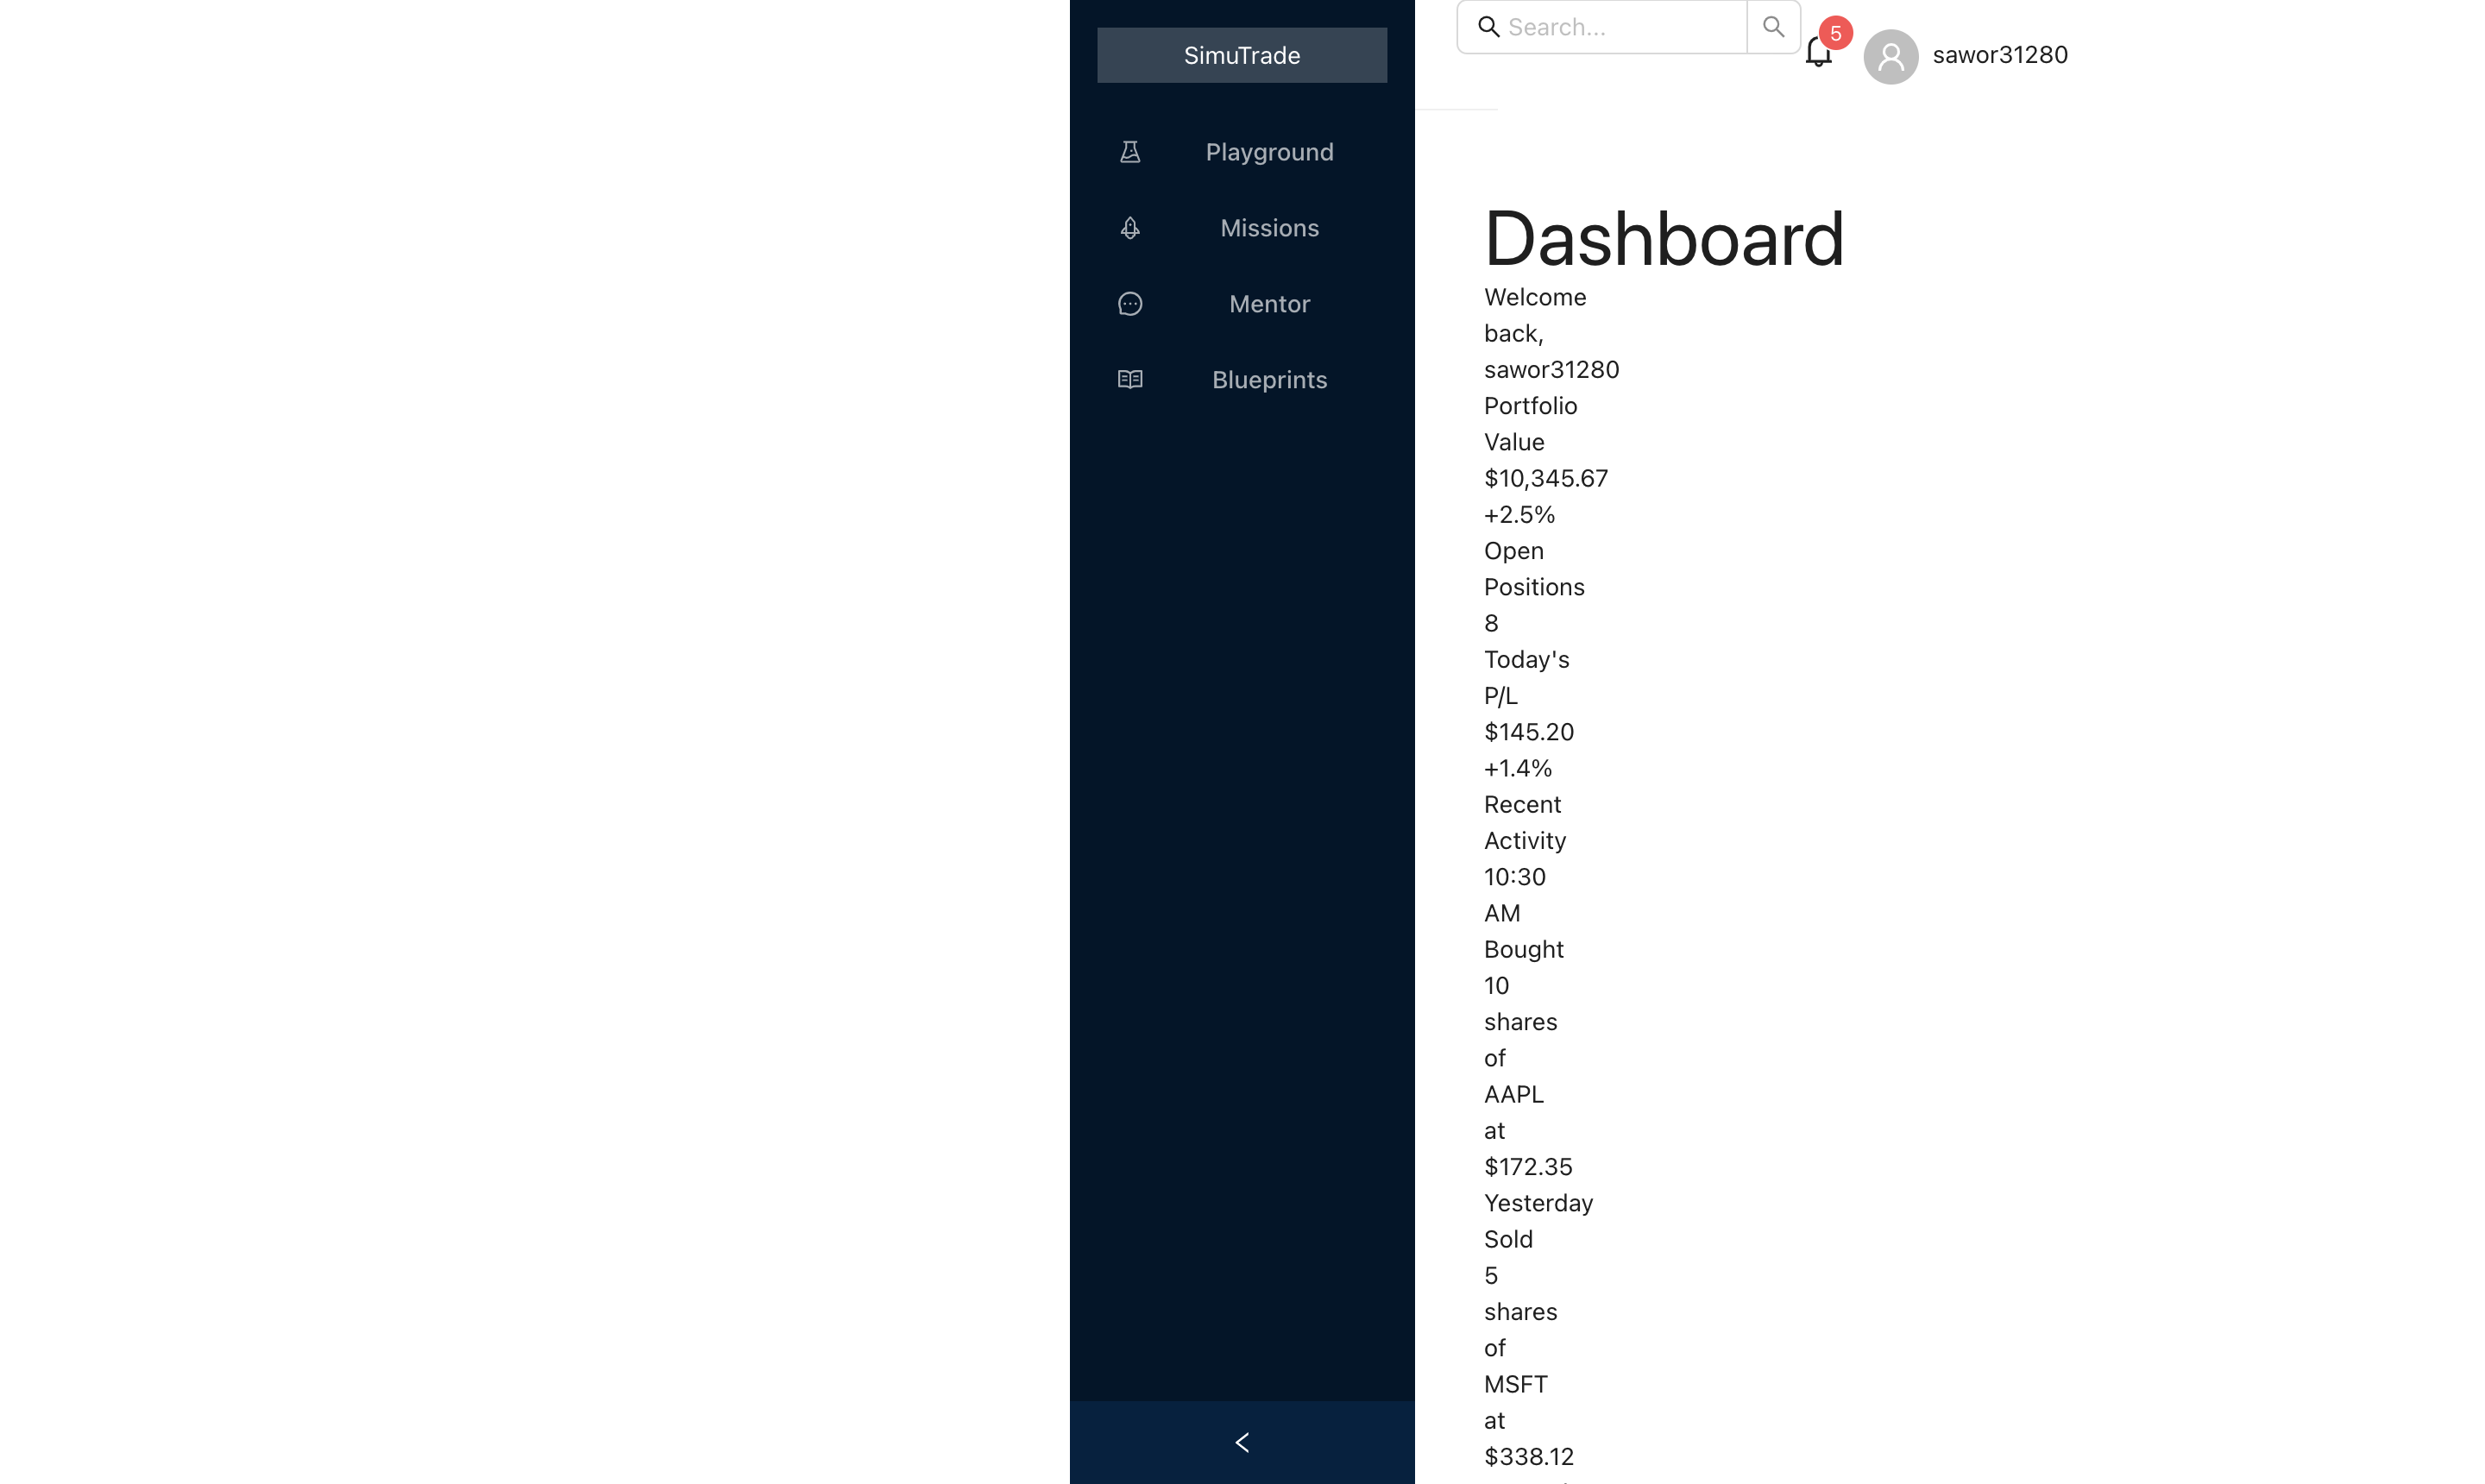 SimuTrade
Playground
Missions
Mentor
Blueprints
Search...
5
sawor31280
Dashboard
Welcome
back,
sawor31280
Portfolio
Value
$10,345.67
+2.5%
Open
Positions
8
Today's
P/L
$145.20
+1.4%
Recent
Activity
10:30
AM
Bought
10
shares
of
AAPL
at
$172.35
Yesterday
Sold
5
shares
of
MSFT
at
$338.12